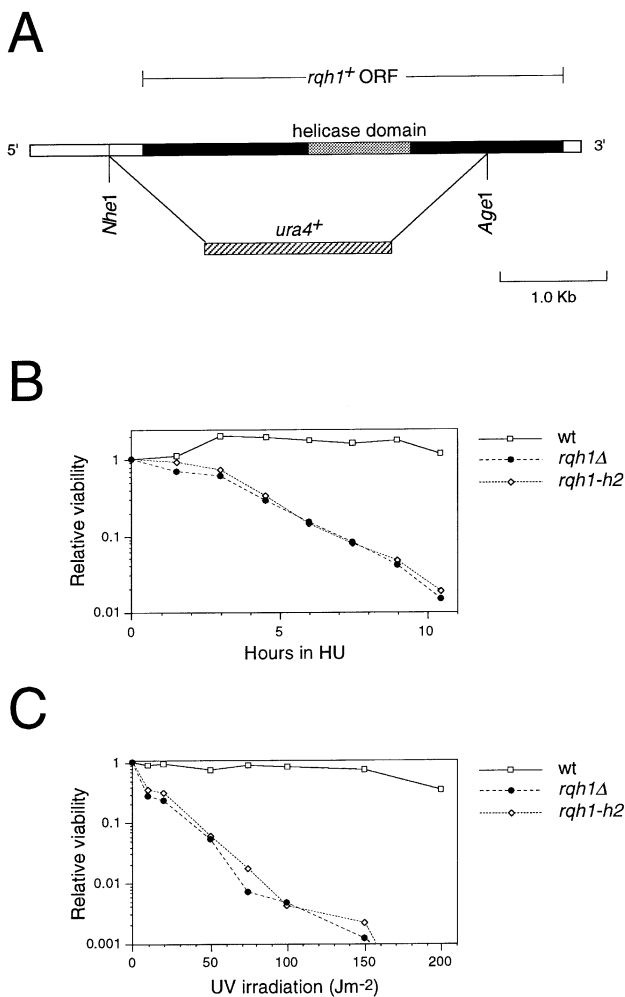 A
rqh1+ ORF
helicase domain
5'
3'
Nhe1
Age1
ura4+
1.0 Kb
B
Relative viability
1
0.1
0.01
0
5
10
Hours in HU
wt
rqh1Δ
rqh1-h2
C
Relative viability
1
0.1
0.01
0.001
0
50
100
150
200
UV irradiation (Jm-2)
wt
rqh1Δ
rqh1-h2